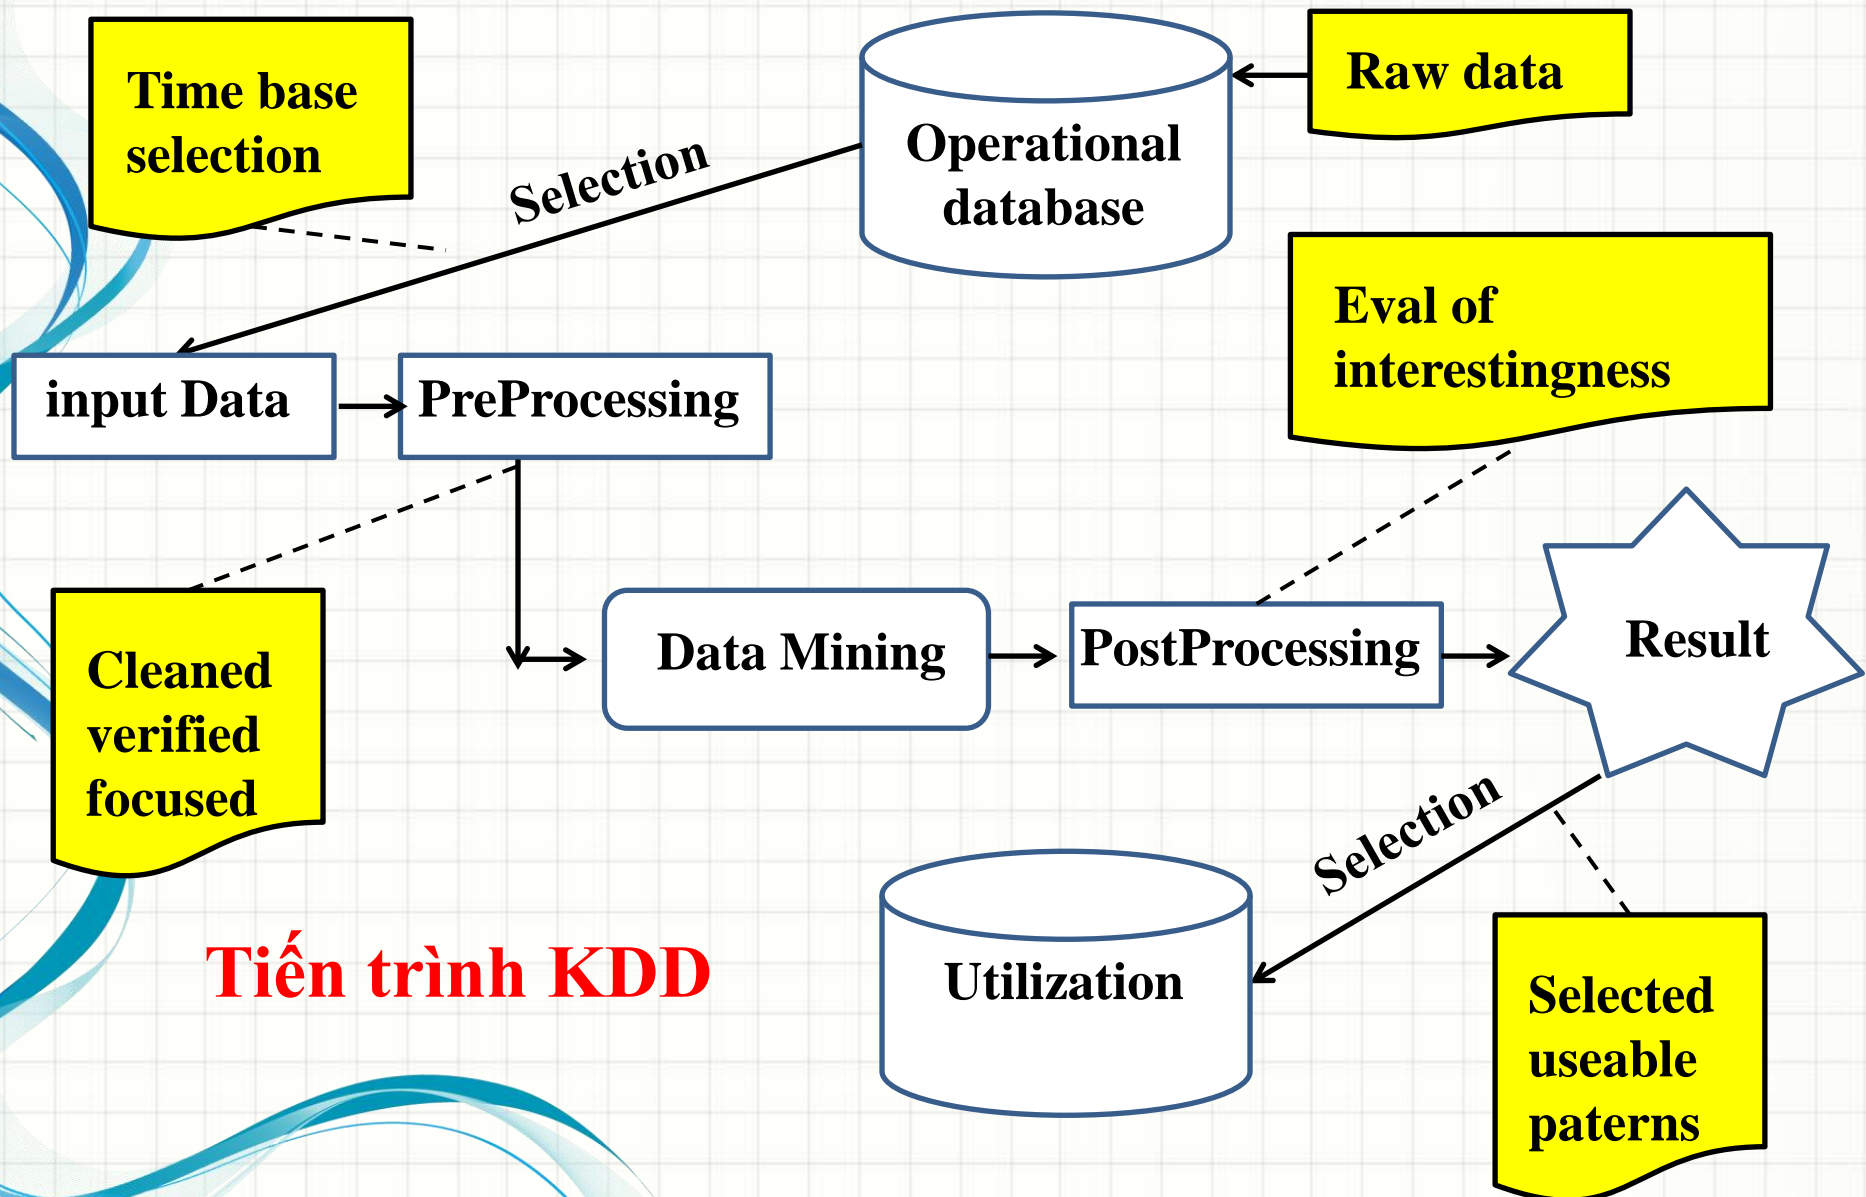 Time base
selection
Selection
Operational
database
Raw data
Eval of
interestingness
input Data
PreProcessing
Cleaned
verified
focused
Data Mining
PostProcessing
Result
Selection
Tiến trình KDD
Utilization
Selected
useable
paterns